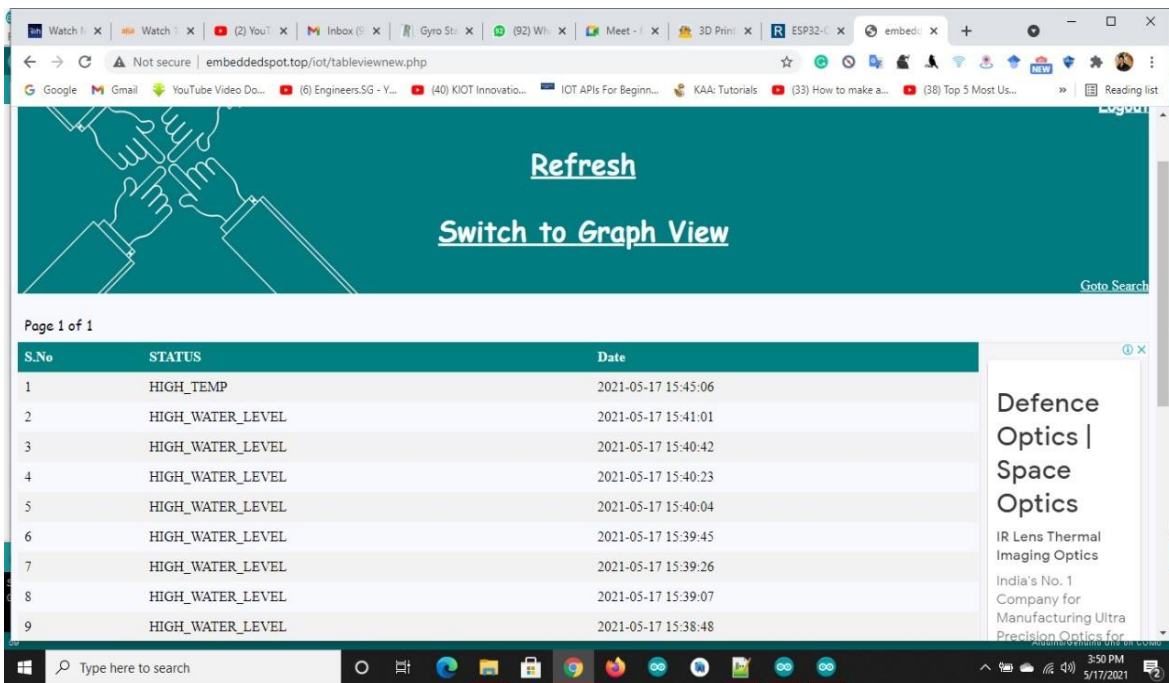 Watch
Watch
(2) YouT
Inbox (9
Gyro Sta
(92) Wh
Meet -
3D Print
ESP32-C
embedd
Not secure | embeddedspot.top/iot/tableviewnew.php
NEW
Google
Gmail
YouTube Video Do...
(6) Engineers.SG - Y...
(40) KIOT Innovatio...
IOT APIs For Beginn...
KAA: Tutorials
(33) How to make a...
(38) Top 5 Most Us...
»
Reading list
Logout
Refresh
Switch to Graph View
Goto Search
Page 1 of 1
S.No STATUS Date
1 HIGH_TEMP 2021-05-17 15:45:06
2 HIGH_WATER_LEVEL 2021-05-17 15:41:01
3 HIGH_WATER_LEVEL 2021-05-17 15:40:42
4 HIGH_WATER_LEVEL 2021-05-17 15:40:23
5 HIGH_WATER_LEVEL 2021-05-17 15:40:04
6 HIGH_WATER_LEVEL 2021-05-17 15:39:45
7 HIGH_WATER_LEVEL 2021-05-17 15:39:26
8 HIGH_WATER_LEVEL 2021-05-17 15:39:07
9 HIGH_WATER_LEVEL 2021-05-17 15:38:48
Defence
Optics |
Space
Optics
IR Lens Thermal
Imaging Optics
India's No. 1
Company for
Manufacturing Ultra
Precision Optics for
Arduino/Genuino Uno on COM6
Type here to search
3:50 PM
5/17/2021